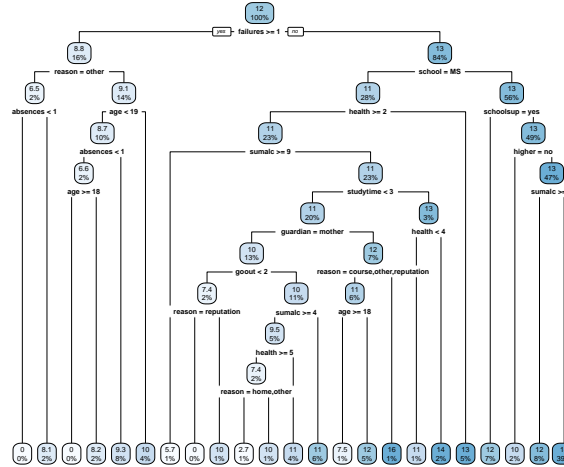 12
100%
yes failures >= 1 no
8.8
16%
13
84%
reason = other
school = MS
6.5
2%
9.1
14%
11
28%
13
56%
absences < 1
age < 19
health >= 2
schoolsup = yes
8.7
10%
11
23%
13
49%
absences < 1
sumalc >= 9
higher = no
6.6
2%
11
23%
13
47%
age >= 18
studytime < 3
sumalc >=
11
20%
13
3%
guardian = mother
health < 4
10
13%
12
7%
goout < 2
reason = course,other,reputation
7.4
2%
10
11%
11
6%
reason = reputation
sumalc >= 4
age >= 18
9.5
5%
health >= 5
7.4
2%
reason = home,other
0 8.1 0 8.2 9.3 10 5.7 0 10 2.7 10 11 11 7.5 12 16 11 14 13 12 10 12
0% 2% 0% 2% 8% 4% 1% 0% 1% 1% 1% 4% 6% 1% 5% 1% 1% 2% 5% 7% 2% 8%